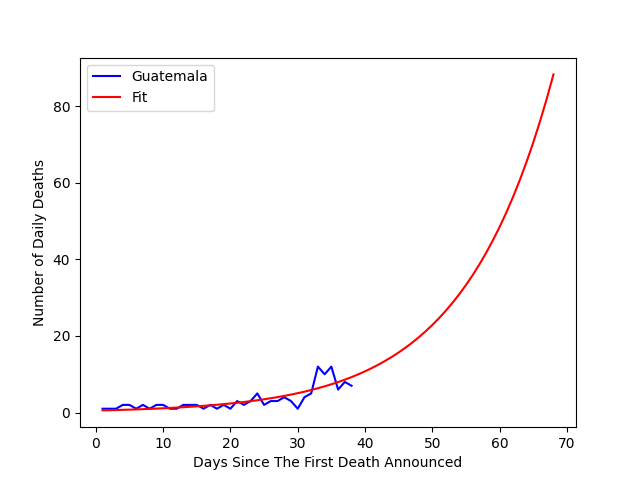 Guatemala
Fit
80
60
40
20
0
Number of Daily Deaths
0 10 20 30 40 50 60 70
Days Since The First Death Announced